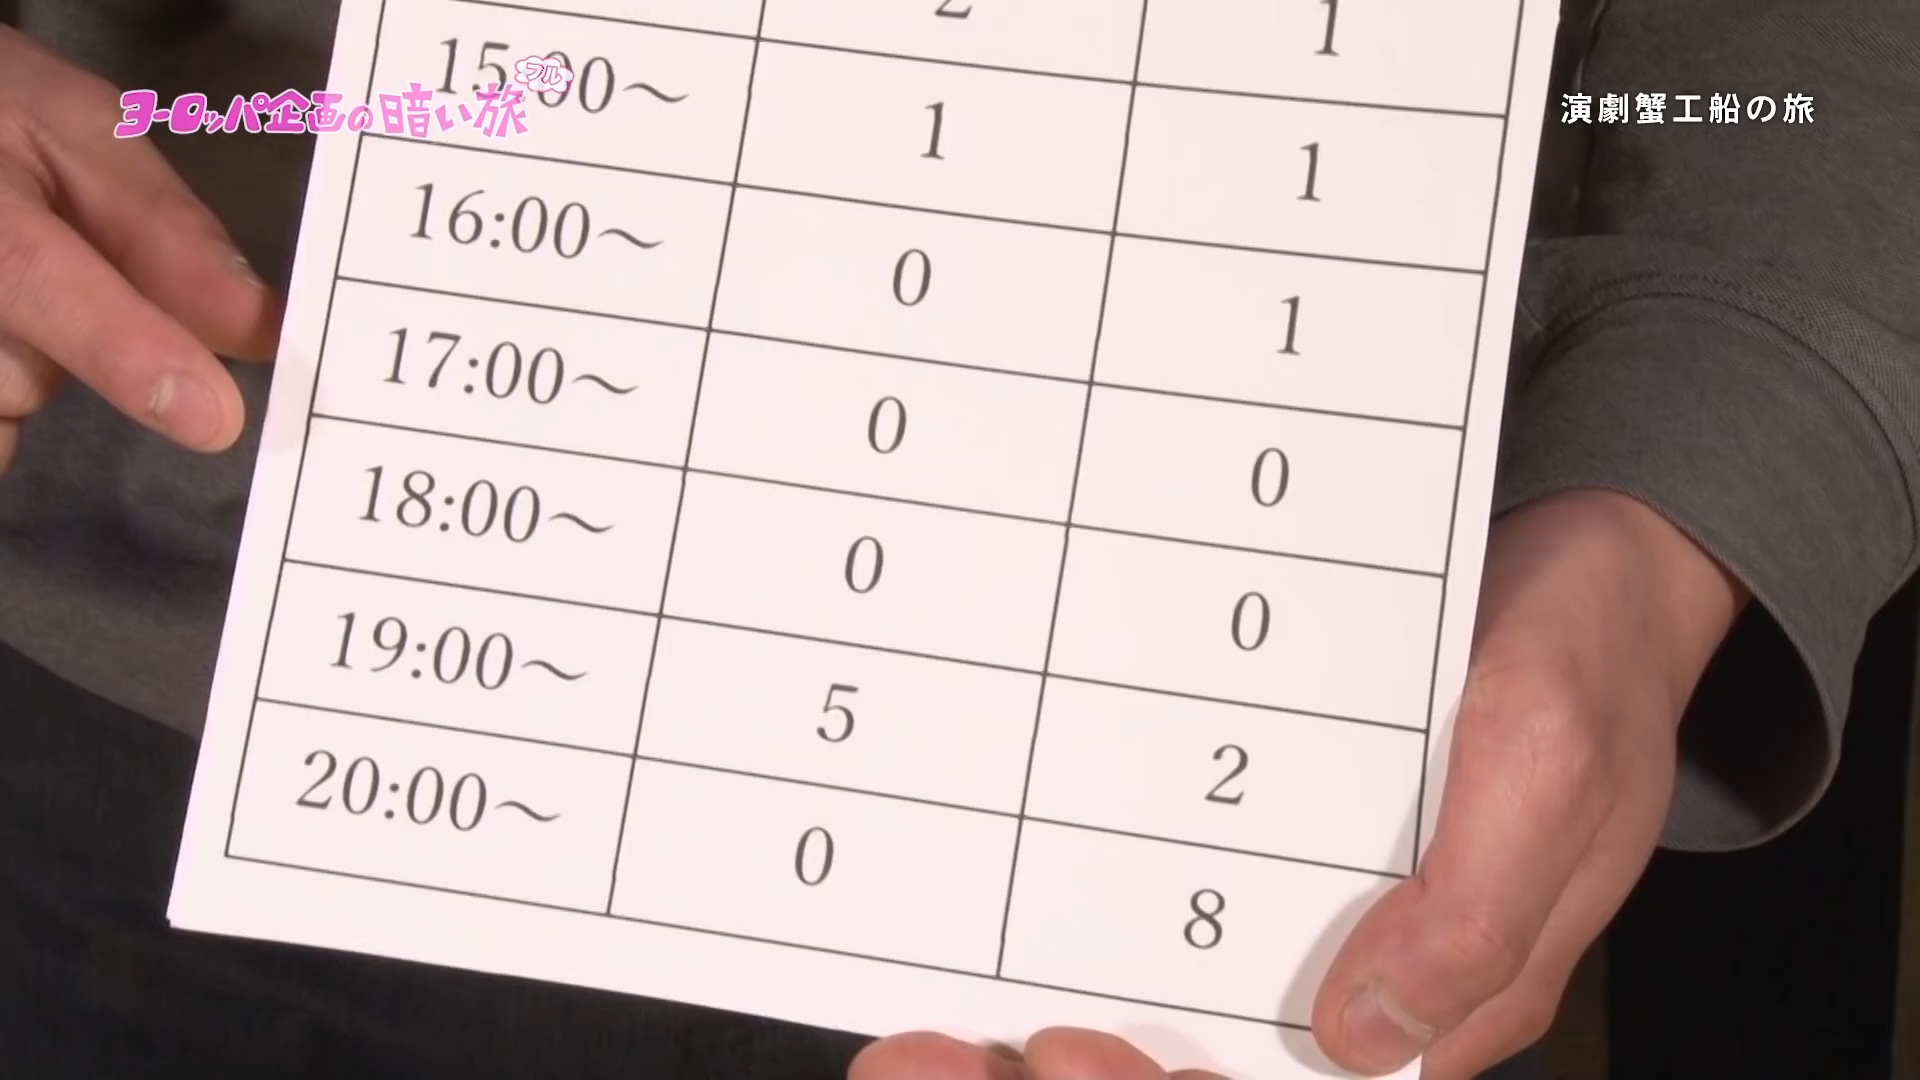 ヨーロッパ企画の暗い旅
フル
演劇蟹工船の旅
2 1
15:00～ 1 1
16:00～ 0 1
17:00～ 0 0
18:00～ 0 0
19:00～ 5 2
20:00～ 0 8